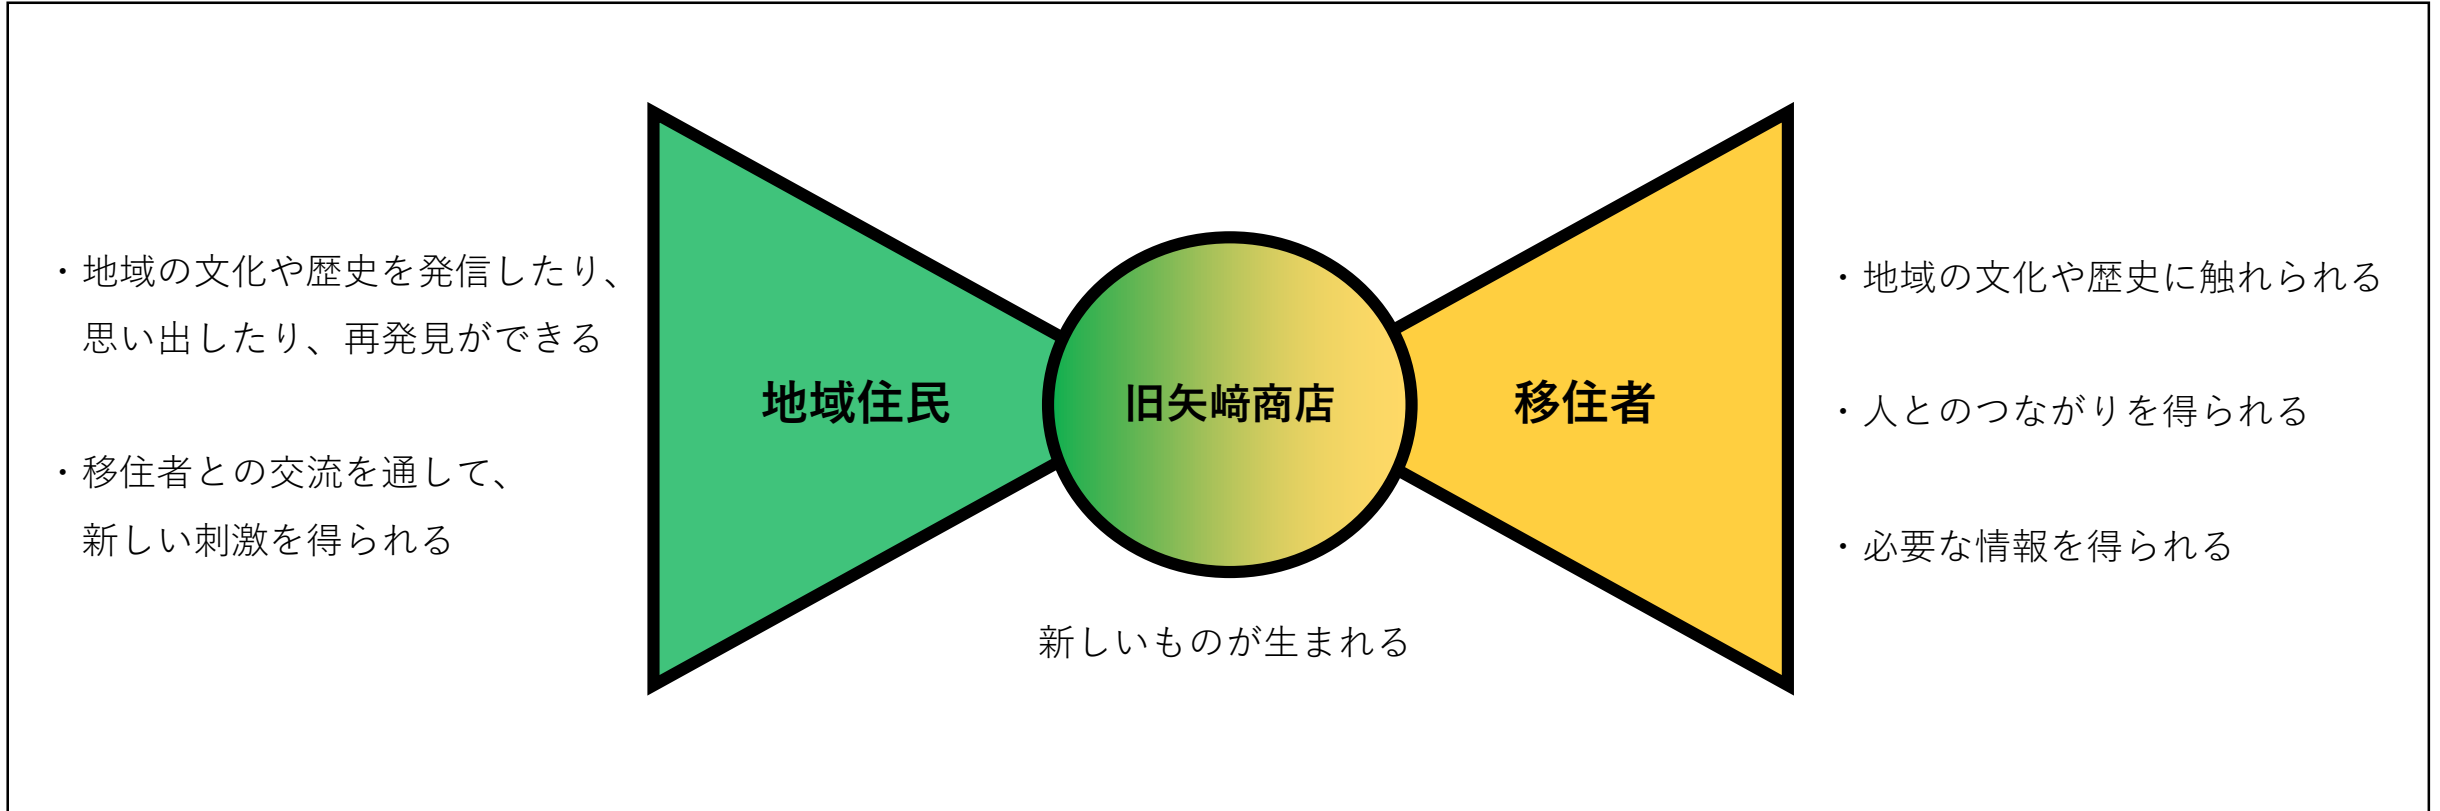 ・地域の文化や歴史を発信したり、
思い出したり、再発見ができる
・移住者との交流を通して、
新しい刺激を得られる
地域住民
旧矢﨑商店
移住者
新しいものが生まれる
・地域の文化や歴史に触れられる
・人とのつながりを得られる
・必要な情報を得られる